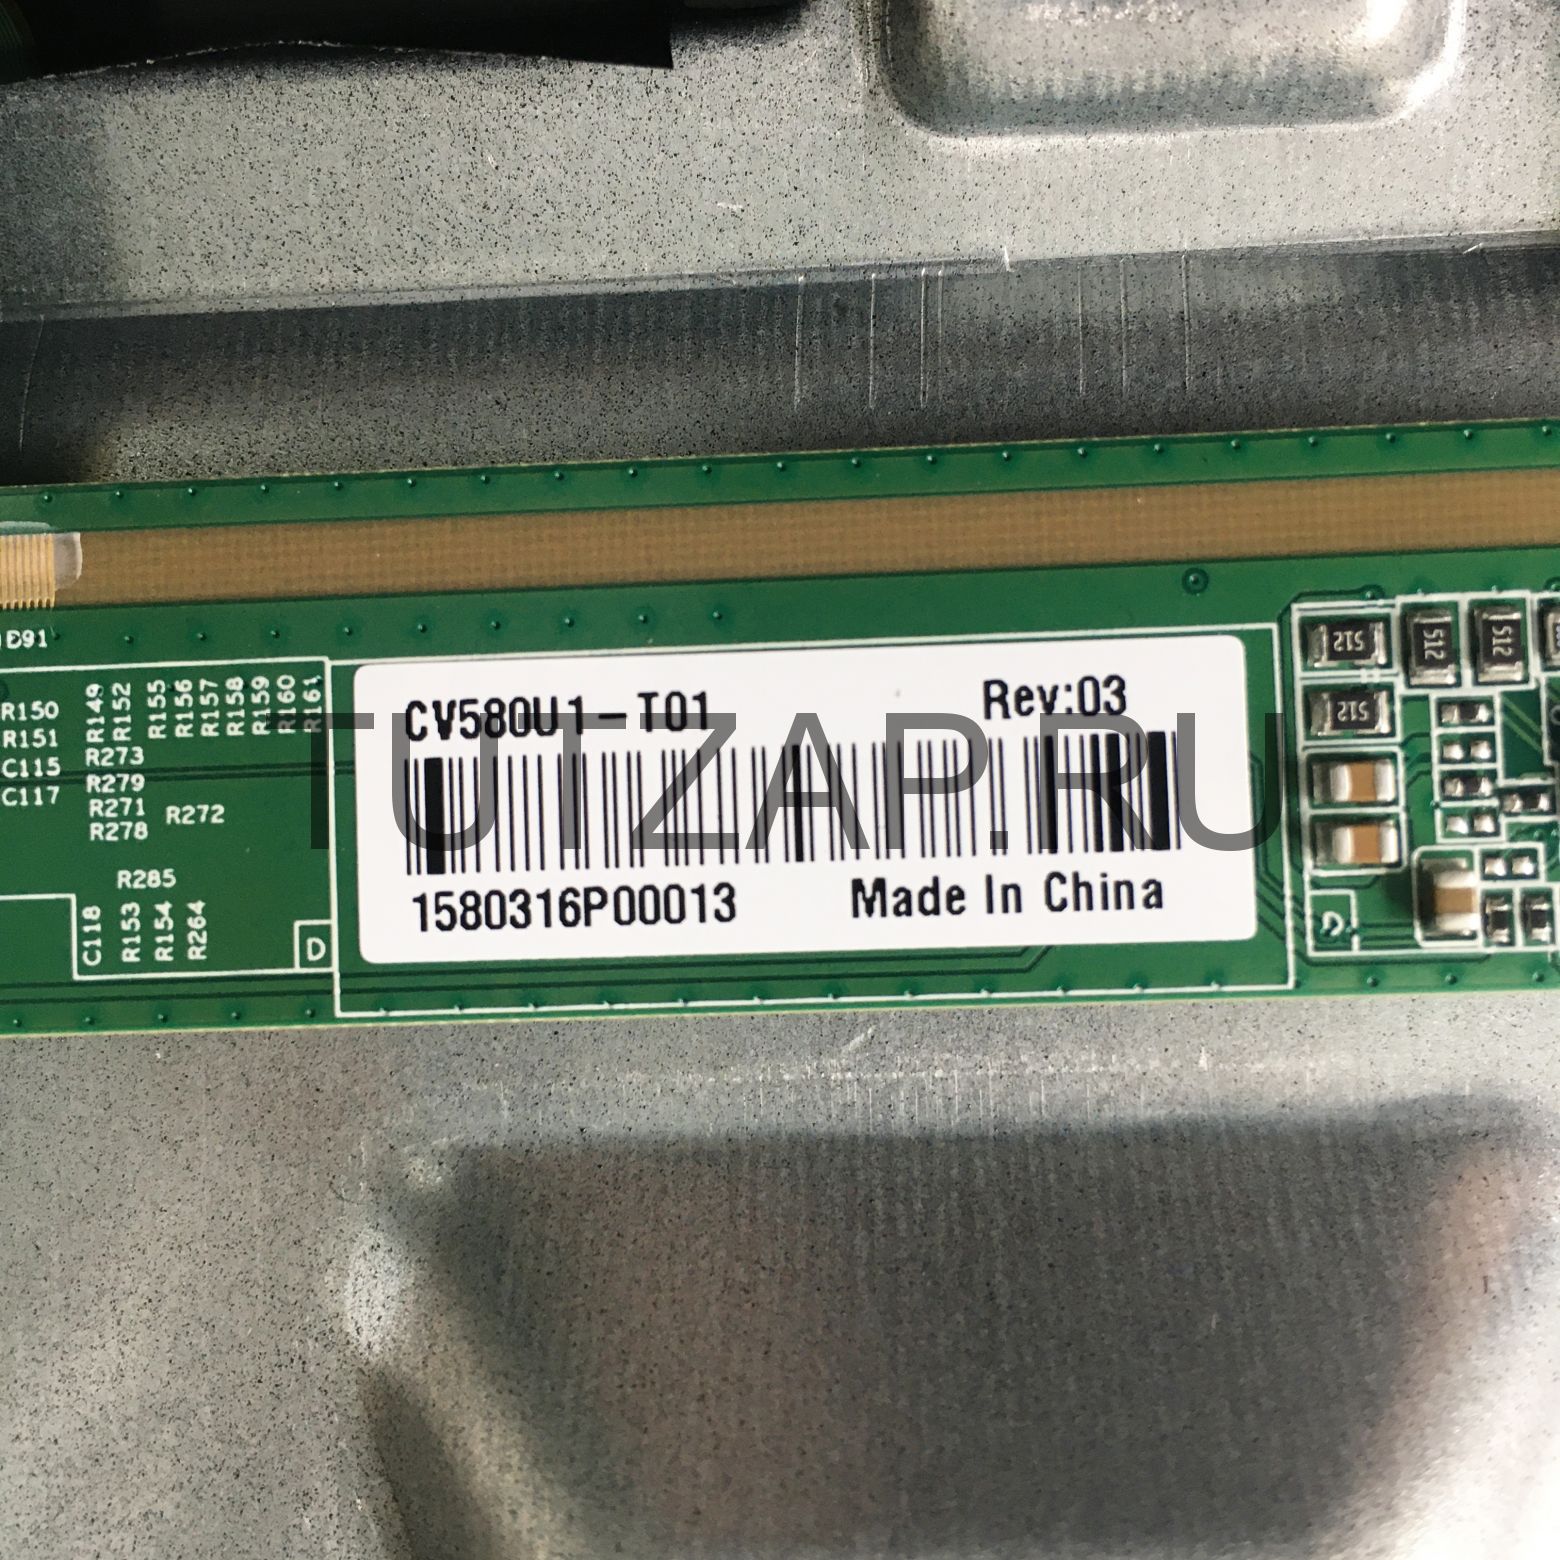 D91
R150
R151
C115
C117
R149
R152
R155
R156
R157
R158
R159
R160
R161
R273
R279
R271
R278
R272
R285
C118
R153
R154
R264
D
CV580U1-T01 Rev:03
1580316P00013 Made In China
TUTZAP.RU
512
512
512
512
C